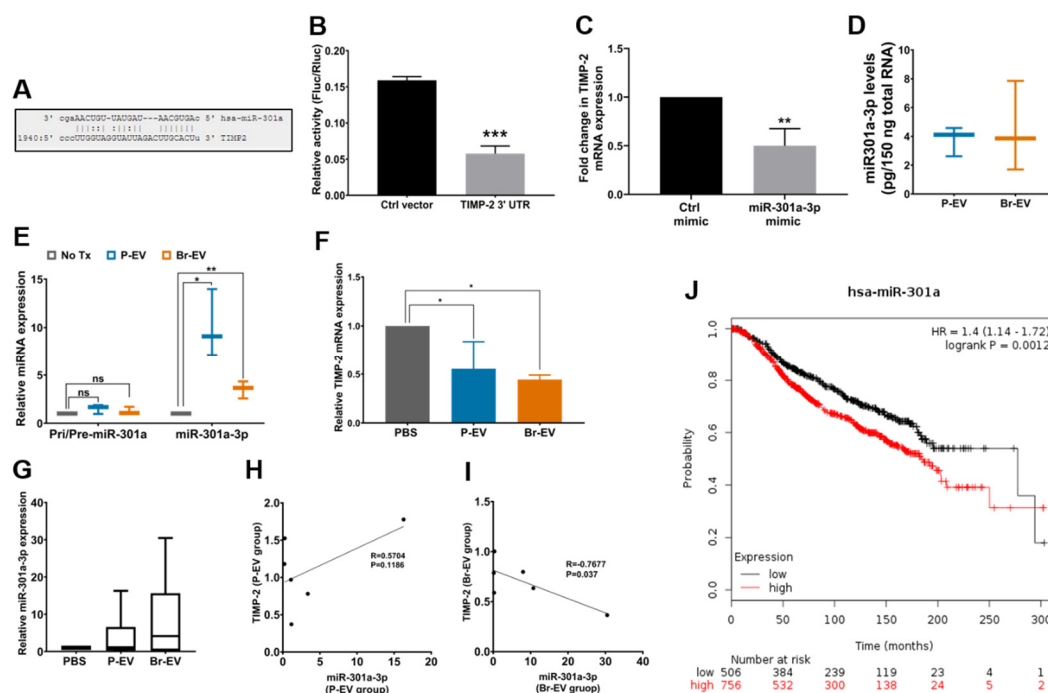 A
3' cgaAACUGU-UAUGAU---AACGUGAc 5' hsa-miR-301a
1940:5' cccUUGGUAGGUAUUAGACUUGCACUu 3' TIMP2
B
Relative activity (Fluc/Rluc)
0.20
0.15
0.10
0.05
0.00
***
Ctrl vector
TIMP-2 3' UTR
C
Fold change in TIMP-2
mRNA expression
1.5
1.0
0.5
0.0
**
Ctrl
mimic
miR-301a-3p
mimic
D
miR301a-3p levels
(pg/150 ng total RNA)
10
8
6
4
2
0
P-EV
Br-EV
E
No Tx
P-EV
Br-EV
Relative miRNA expression
15
10
5
0
ns
ns
*
**
Pri/Pre-miR-301a
miR-301a-3p
F
Relative TIMP-2 mRNA expression
1.5
1.0
0.5
0.0
*
*
PBS
P-EV
Br-EV
G
Relative miR-301a-3p expression
40
30
20
10
0
PBS
P-EV
Br-EV
H
TIMP-2 (P-EV group)
2.0
1.5
1.0
0.5
0.0
R=0.5704
P=0.1186
0 5 10 15 20
miR-301a-3p
(P-EV group)
I
TIMP-2 (Br-EV group)
1.5
1.0
0.5
0.0
R=-0.7677
P=0.037
0 10 20 30 40
miR-301a-3p
(Br-EV gruop)
J
hsa-miR-301a
HR = 1.4 (1.14 - 1.72)
logrank P = 0.0012
Probability
1.0
0.8
0.6
0.4
0.2
0.0
Expression
low
high
0 50 100 150 200 250 300
Time (months)
Number at risk
low 506 384 239 119 23 4 1
high 756 532 300 138 24 5 2